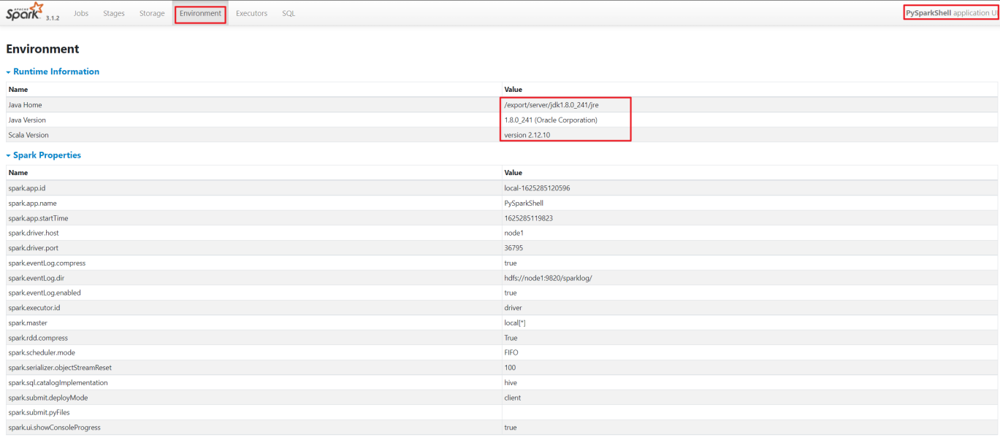 APACHE Spark 3.1.2 Jobs Stages Storage Environment Executors SQL PySparkShell application UI
Environment
Runtime Information
Name Value
Java Home /export/server/jdk1.8.0_241/jre
Java Version 1.8.0_241 (Oracle Corporation)
Scala Version version 2.12.10
Spark Properties
Name Value
spark.app.id local-1625285120596
spark.app.name PySparkShell
spark.app.startTime 1625285119823
spark.driver.host node1
spark.driver.port 36795
spark.eventLog.compress true
spark.eventLog.dir hdfs://node1:9820/sparklog/
spark.eventLog.enabled true
spark.executor.id driver
spark.master local[*]
spark.rdd.compress True
spark.scheduler.mode FIFO
spark.serializer.objectStreamReset 100
spark.sql.catalogImplementation hive
spark.submit.deployMode client
spark.submit.pyFiles
spark.ui.showConsoleProgress true